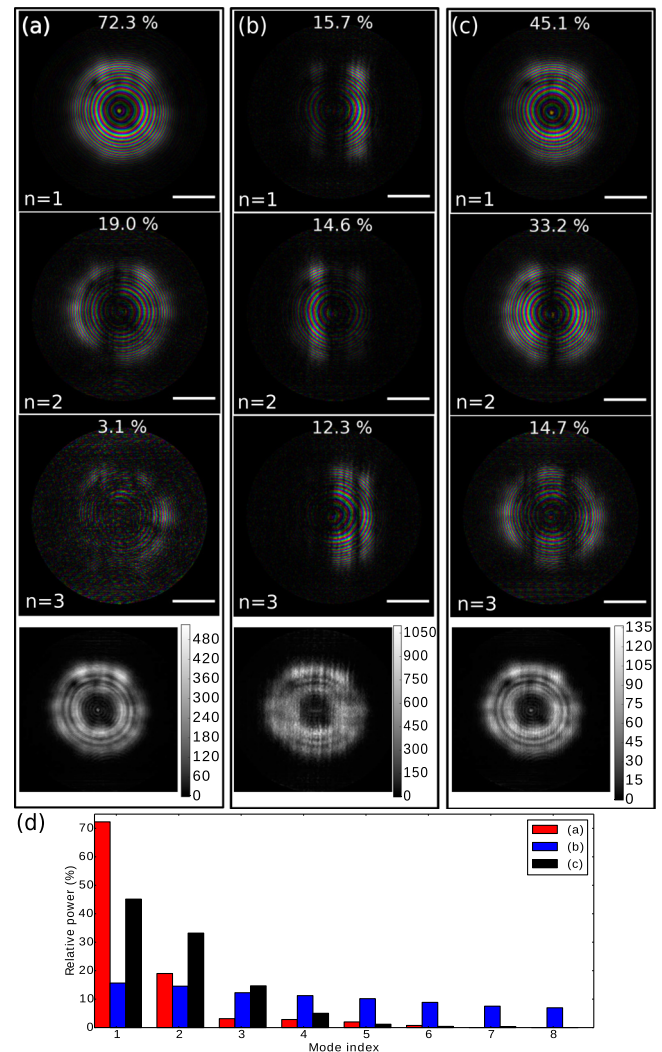 (a) 72.3 %
n=1
19.0 %
n=2
3.1 %
n=3
480
420
360
300
240
180
120
60
0
(b) 15.7 %
n=1
14.6 %
n=2
12.3 %
n=3
1050
900
750
600
450
300
150
0
(c) 45.1 %
n=1
33.2 %
n=2
14.7 %
n=3
135
120
105
90
75
60
45
30
15
0
(d)
Relative power (%)
70
60
50
40
30
20
10
0
1 2 3 4 5 6 7 8
Mode index
(a)
(b)
(c)